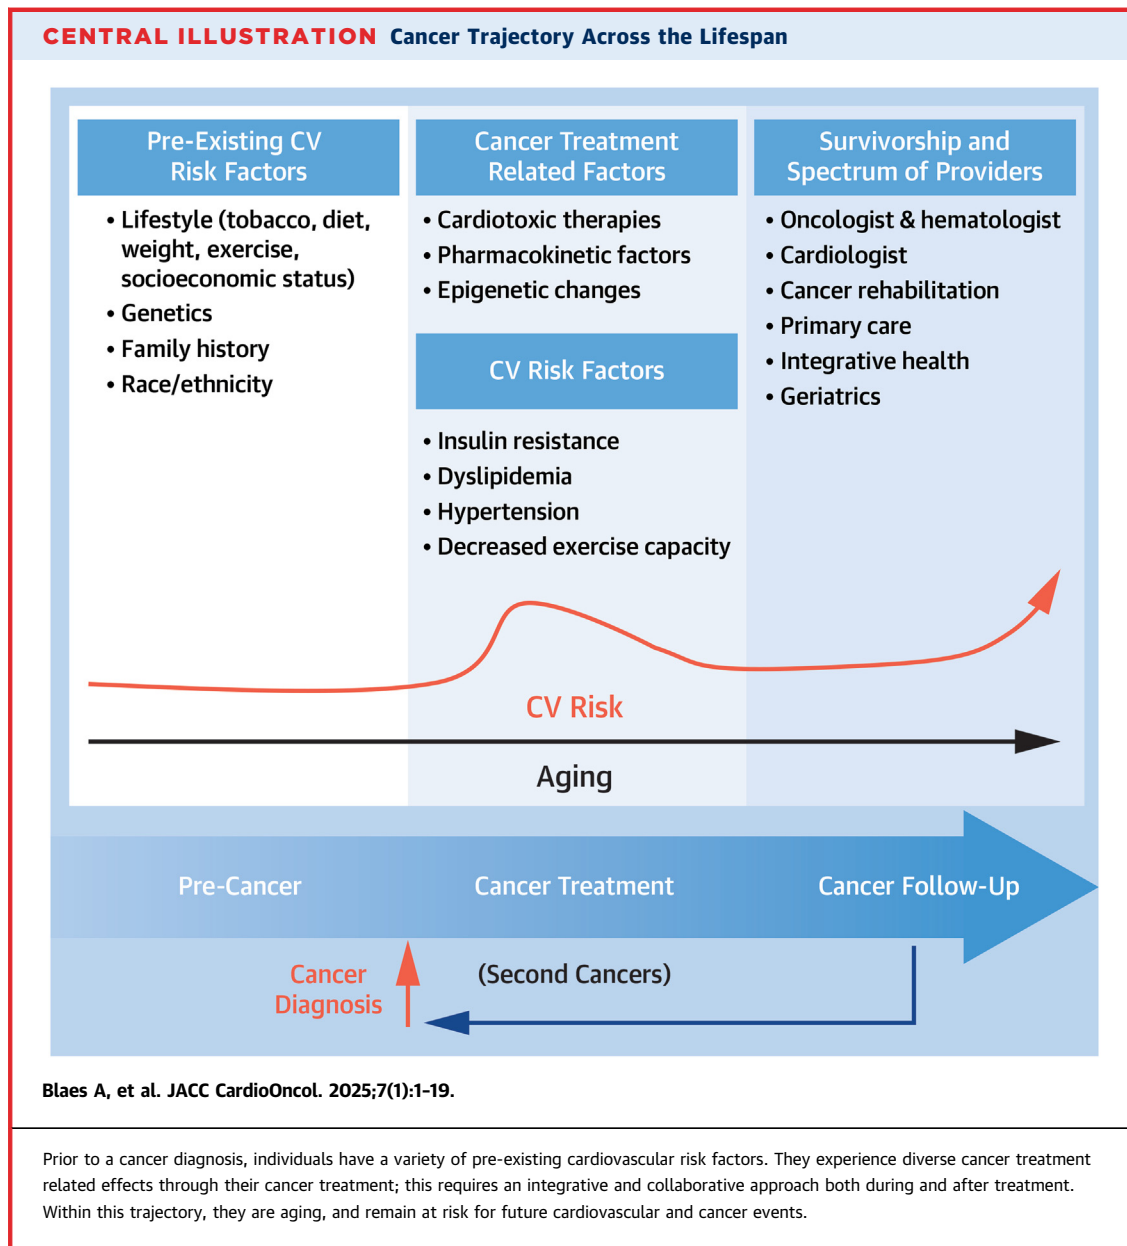 CENTRAL ILLUSTRATION Cancer Trajectory Across the Lifespan
Pre-Existing CV
Risk Factors
• Lifestyle (tobacco, diet,
weight, exercise,
socioeconomic status)
• Genetics
• Family history
• Race/ethnicity
Cancer Treatment
Related Factors
• Cardiotoxic therapies
• Pharmacokinetic factors
• Epigenetic changes
CV Risk Factors
• Insulin resistance
• Dyslipidemia
• Hypertension
• Decreased exercise capacity
Survivorship and
Spectrum of Providers
• Oncologist & hematologist
• Cardiologist
• Cancer rehabilitation
• Primary care
• Integrative health
• Geriatrics
CV Risk
Aging
Pre-Cancer
Cancer Treatment
Cancer Follow-Up
Cancer
Diagnosis
(Second Cancers)
Blaes A, et al. JACC CardioOncol. 2025;7(1):1–19.
Prior to a cancer diagnosis, individuals have a variety of pre-existing cardiovascular risk factors. They experience diverse cancer treatment
related effects through their cancer treatment; this requires an integrative and collaborative approach both during and after treatment.
Within this trajectory, they are aging, and remain at risk for future cardiovascular and cancer events.